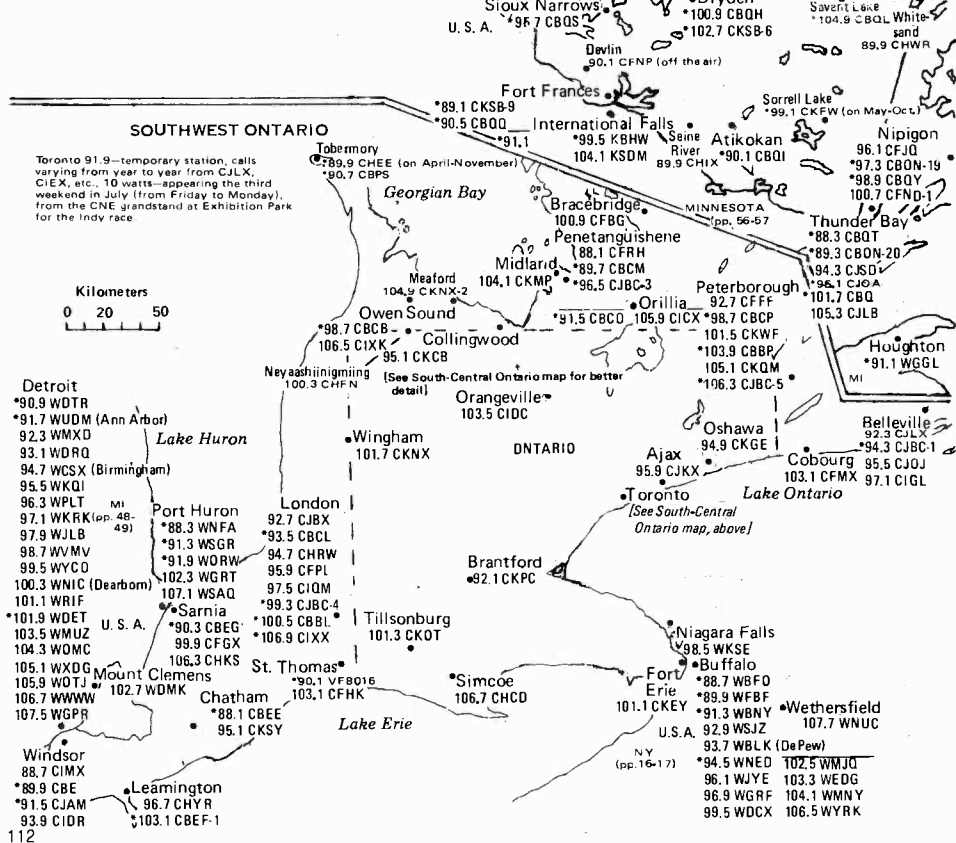 Sioux Narrows
*96.7 CBQS
U. S. A.
Dryden
*100.9 CBQH
*102.7 CKSB-6
Savant Lake
*104.9 CBQL
White-
sand
89.9 CHWR
Devlin
90.1 CFNP (off the air)
Fort Frances
*89.1 CKSB-9
*90.5 CBQQ
*91.1
International Falls
*99.5 KBHW
104.1 KSDM
Seine
River
89.9 CHIX
Atikokan
*90.1 CBQI
Sorrell Lake
*99.1 CKFW (on May-Oct.)
Nipigon
96.1 CFJQ
*97.3 CBON-19
*98.9 CBQY
100.7 CFND-1
MINNESOTA
(pp. 56-57
Thunder Bay
*88.3 CBQT
*89.3 CBON-20
94.3 CJSD
*96.1 CJOA
101.7 CBQ
105.3 CJLB
Houghton
*91.1 WGGL
MI
SOUTHWEST ONTARIO
Toronto 91.9—temporary station, calls
varying from year to year from CJLX,
CIEX, etc., 10 watts—appearing the third
weekend in July (from Friday to Monday),
from the CNE grandstand at Exhibition Park
for the Indy race
Kilometers
0 20 50
Tobermory
*89.9 CHEE (on April-November)
*90.7 CBPS
Georgian Bay
Bracebridge
100.9 CFBG
Penetanguishene
88.1 CFRH
*89.7 CBCM
*96.5 CJBC-3
Midland
104.1 CKMP
Meaford
104.9 CKNX-2
Owen Sound
*98.7 CBCB
106.5 CIXK
95.1 CKCB
Collingwood
Neyaashiinigmiing
100.3 CHFN
Orillia
*91.5 CBCO
105.9 CICX
Peterborough
92.7 CFFF
*98.7 CBCP
101.5 CKWF
*103.9 CBBP
105.1 CKQM
*106.3 CJBC-5
[See South-Central Ontario map for better
detail]
Orangeville
103.5 CIDC
ONTARIO
Wingham
101.7 CKNX
Oshawa
94.9 CKGE
Ajax
95.9 CJKX
Cobourg
103.1 CFMX
Belleville
92.3 CJLX
*94.3 CJBC-1
95.5 CJOJ
97.1 CIGL
Lake Ontario
Toronto
[See South-Central
Ontario map, above]
Brantford
92.1 CKPC
Detroit
*90.9 WDTR
*91.7 WUDM (Ann Arbor)
92.3 WMXD
93.1 WDRQ
94.7 WCSX (Birmingham)
95.5 WKQI
96.3 WPLT
97.1 WKRK
97.9 WJLB
98.7 WVMV
99.5 WYCD
100.3 WNIC (Dearborn)
101.1 WRIF
*101.9 WDET
103.5 WMUZ
104.3 WOMC
105.1 WXDG
105.9 WOTJ
106.7 WWWW
107.5 WGPR
MI
(pp. 48-
49)
Lake Huron
Port Huron
*88.3 WNFA
*91.3 WSGR
*91.9 WORW
102.3 WGRT
107.1 WSAQ
U. S. A.
Sarnia
*90.3 CBEG
99.9 CFGX
106.3 CHKS
Mount Clemens
102.7 WDMK
Chatham
*88.1 CBEE
95.1 CKSY
London
92.7 CJBX
*93.5 CBCL
94.7 CHRW
95.9 CFPL
97.5 CIQM
*99.3 CJBC-4
*100.5 CBBL
*106.9 CIXX
Tillsonburg
101.3 CKOT
St. Thomas
*90.1 VF8016
103.1 CFHK
Simcoe
106.7 CHCD
Lake Erie
Niagara Falls
98.5 WKSE
Fort
Erie
101.1 CKEY
Buffalo
*88.7 WBFO
*89.9 WFBF
*91.3 WBNY
92.9 WSJZ
93.7 WBLK (DePew)
*94.5 WNED
96.1 WJYE
96.9 WGRF
99.5 WDCX
102.5 WMJQ
103.3 WEDG
104.1 WMNY
106.5 WYRK
Wethersfield
107.7 WNUC
U.S.A.
NY
(pp.16-17)
Windsor
88.7 CIMX
*89.9 CBE
*91.5 CJAM
93.9 CIDR
Leamington
96.7 CHYR
*103.1 CBEF-1
112